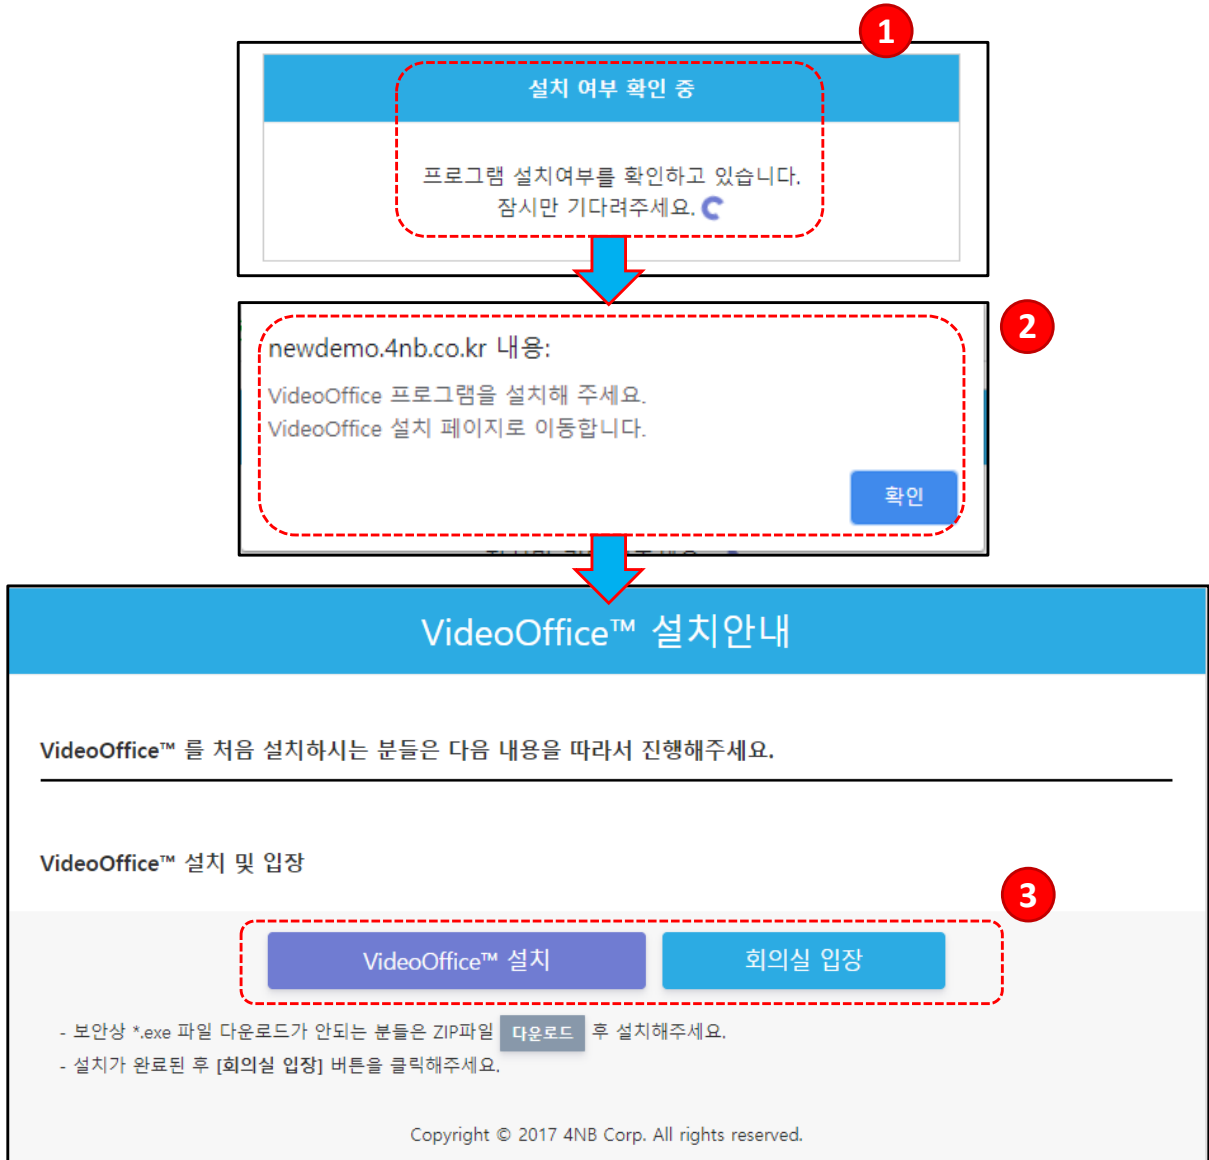 1
설치 여부 확인 중
프로그램 설치여부를 확인하고 있습니다.
잠시만 기다려주세요.
2
newdemo.4nb.co.kr 내용:
VideoOffice 프로그램을 설치해 주세요.
VideoOffice 설치 페이지로 이동합니다.
확인
VideoOffice™ 설치안내
VideoOffice™ 를 처음 설치하시는 분들은 다음 내용을 따라서 진행해주세요.
VideoOffice™ 설치 및 입장
3
VideoOffice™ 설치 회의실 입장
- 보안상 *.exe 파일 다운로드가 안되는 분들은 ZIP파일 다운로드 후 설치해주세요.
- 설치가 완료된 후 [회의실 입장] 버튼을 클릭해주세요.
Copyright © 2017 4NB Corp. All rights reserved.